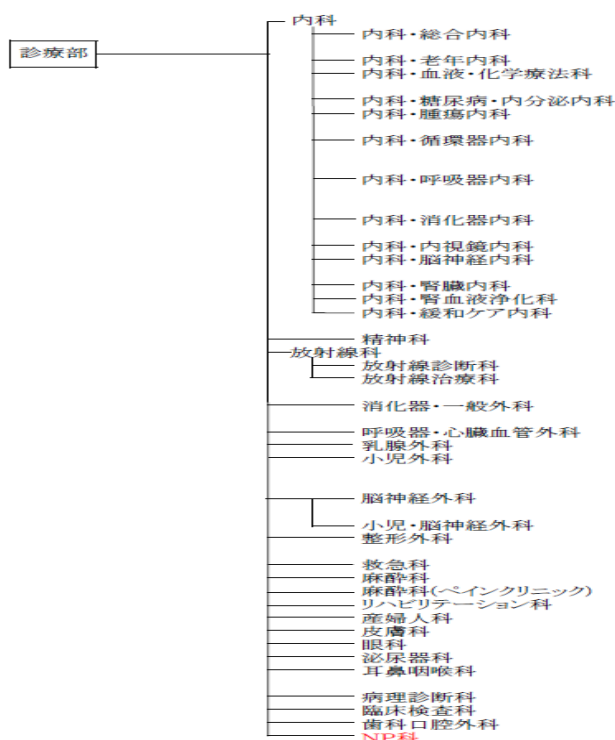 内科
診療部
内科・総合内科
内科・老年内科
内科・血液・化学療法科
内科・糖尿病・内分泌内科
内科・腫瘍内科
内科・循環器内科
内科・呼吸器内科
内科・消化器内科
内科・内視鏡内科
内科・脳神経内科
内科・腎臓内科
内科・腎血液浄化科
内科・緩和ケア内科
精神科
放射線科
放射線診断科
放射線治療科
消化器・一般外科
呼吸器・心臓血管外科
乳腺外科
小児外科
脳神経外科
小児・脳神経外科
整形外科
救急科
麻酔科
麻酔科(ペインクリニック)
リハビリテーション科
産婦人科
皮膚科
眼科
泌尿器科
耳鼻咽喉科
病理診断科
臨床検査科
歯科口腔外科
NP科